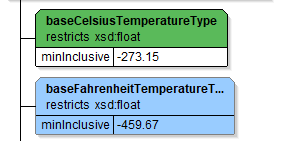 baseCelsiusTemperatureType
restricts xsd:float
minInclusive -273.15
baseFahrenheitTemperatureT...
restricts xsd:float
minInclusive -459.67